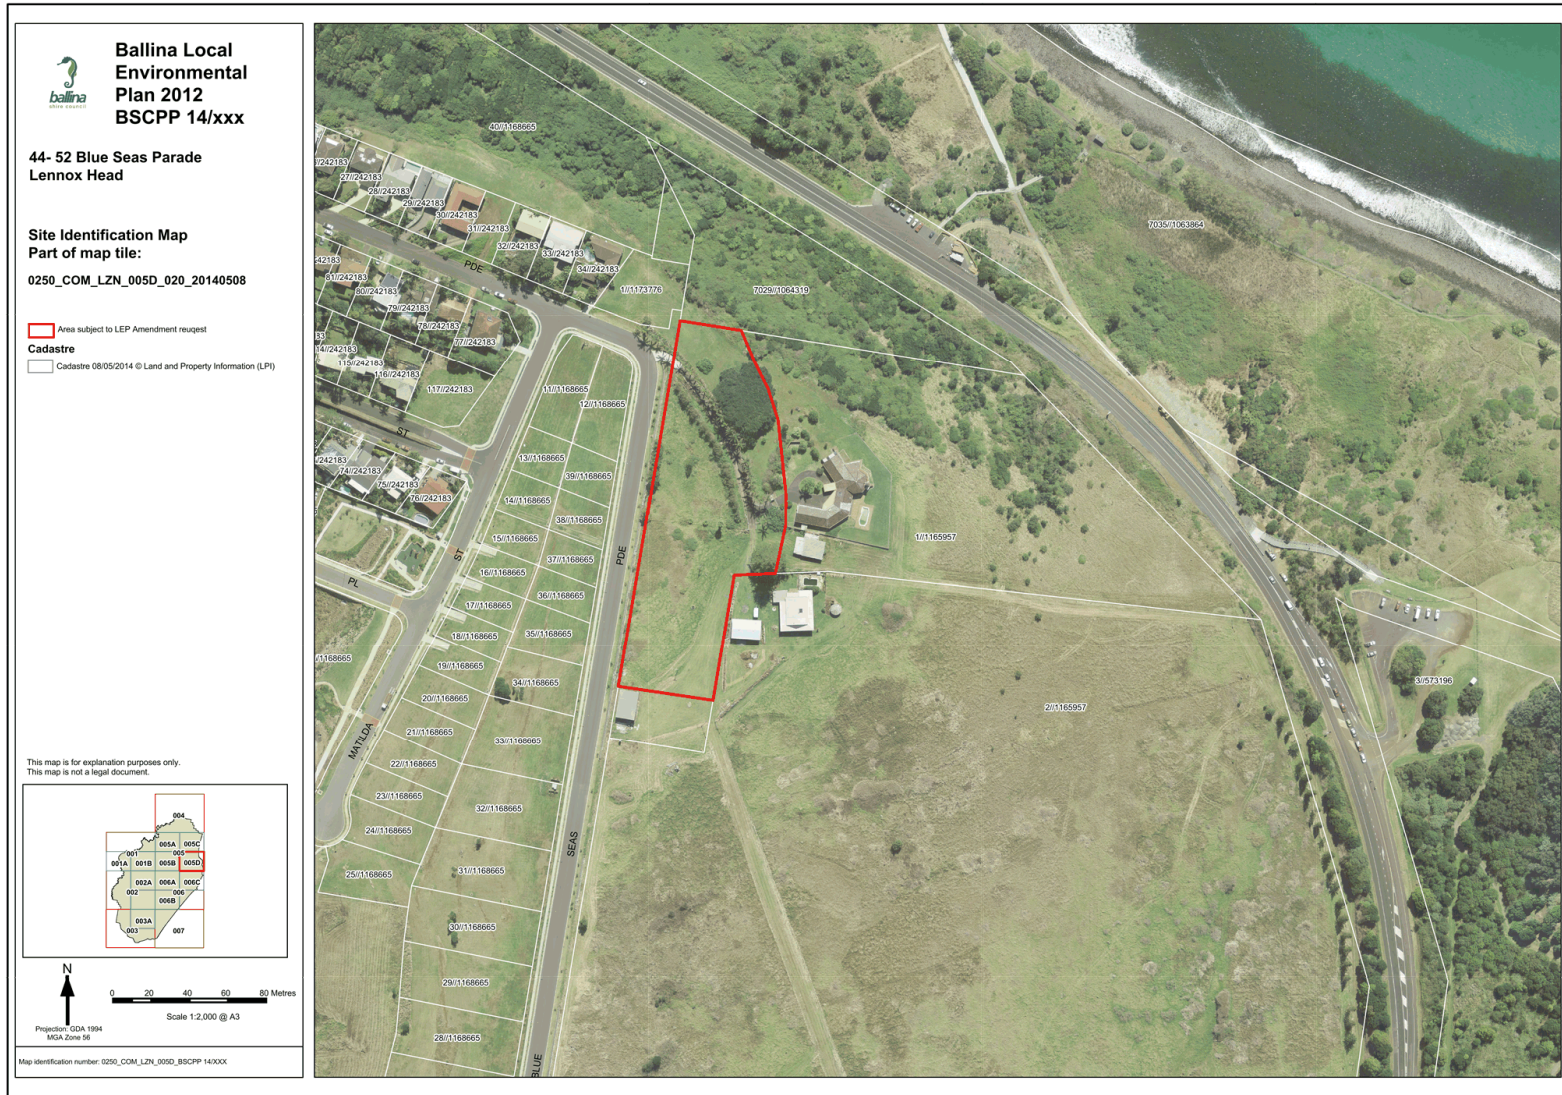 ballina
shire council
Ballina Local
Environmental
Plan 2012
BSCPP 14/xxx
44- 52 Blue Seas Parade
Lennox Head
Site Identification Map
Part of map tile:
0250_COM_LZN_005D_020_20140508
Area subject to LEP Amendment reuqest
Cadastre
Cadastre 08/05/2014 © Land and Property Information (LPI)
This map is for explanation purposes only.
This map is not a legal document.
004
005A
005C
001
005
001A
001B
005B
005D
002A
006A
006C
002
006
006B
003A
003
007
N
0 20 40 60 80 Metres
Scale 1:2,000 @ A3
Projection: GDA 1994
MGA Zone 56
Map identification number: 0250_COM_LZN_005D_BSCPP 14/XXX
40//1168665
/242183
27//242183
28//242183
29//242183
30//242183
31//242183
32//242183
33//242183
34//242183
1//1173776
7029//1064319
7035//1063864
PDE
/242183
81//242183
80//242183
79//242183
78//242183
77//242183
14//242183
115//242183
116//242183
117//242183
ST
/242183
74//242183
75//242183
76//242183
11//1168665
12//1168665
13//1168665
39//1168665
14//1168665
38//1168665
15//1168665
37//1168665
16//1168665
36//1168665
17//1168665
35//1168665
18//1168665
19//1168665
34//1168665
20//1168665
21//1168665
33//1168665
22//1168665
23//1168665
32//1168665
24//1168665
25//1168665
31//1168665
30//1168665
29//1168665
28//1168665
/1168665
PL
ST
MATILDA
PDE
SEAS
BLUE
1//1165957
2//1165957
3//573196